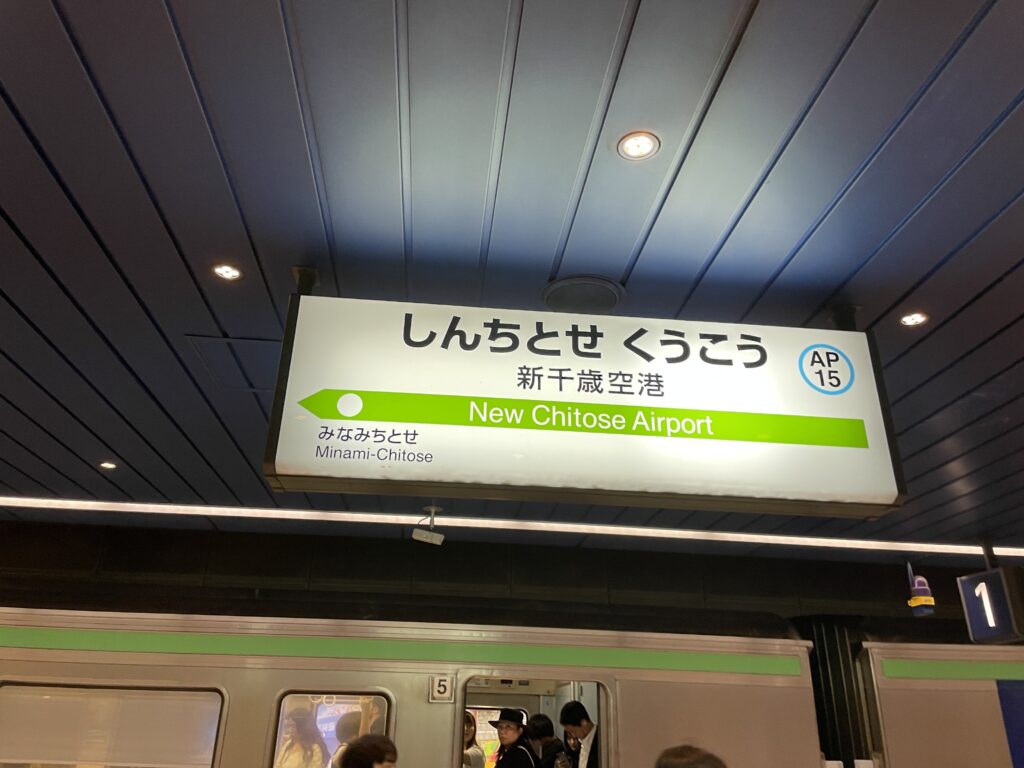 しんちとせ くうこう
新千歳空港
AP
15
New Chitose Airport
みなみちとせ
Minami-Chitose
1
5